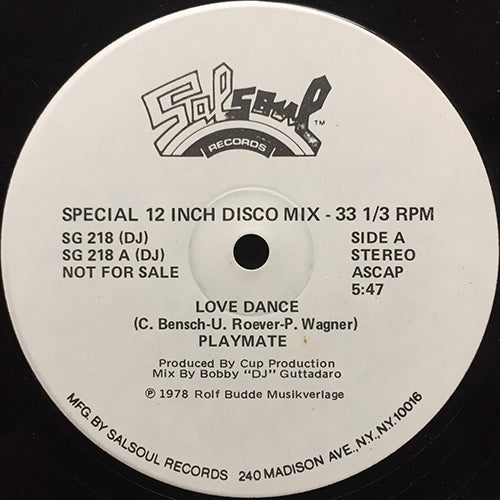 Salsoul
TM
RECORDS
SPECIAL 12 INCH DISCO MIX - 33 1/3 RPM
SG 218 (DJ) SIDE A
SG 218 A (DJ) STEREO
NOT FOR SALE ASCAP
5:47
LOVE DANCE
(C. Bensch-U. Roever-P. Wagner)
PLAYMATE
Produced By Cup Production
Mix By Bobby "DJ" Guttadaro
℗ 1978 Rolf Budde Musikverlage
MFG. BY SALSOUL RECORDS 240 MADISON AVE., NY., NY. 10016